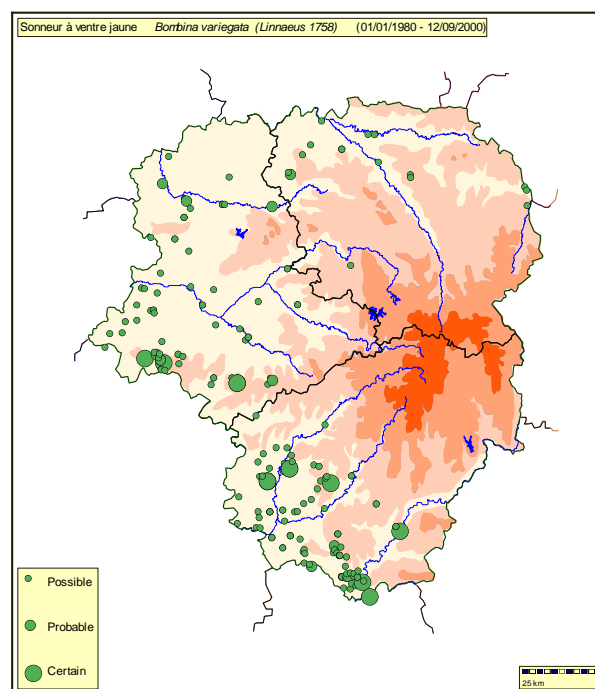 Sonneur à ventre jaune Bombina variegata (Linnaeus 1758) (01/01/1980 - 12/09/2000)
Possible
Probable
Certain
25 km